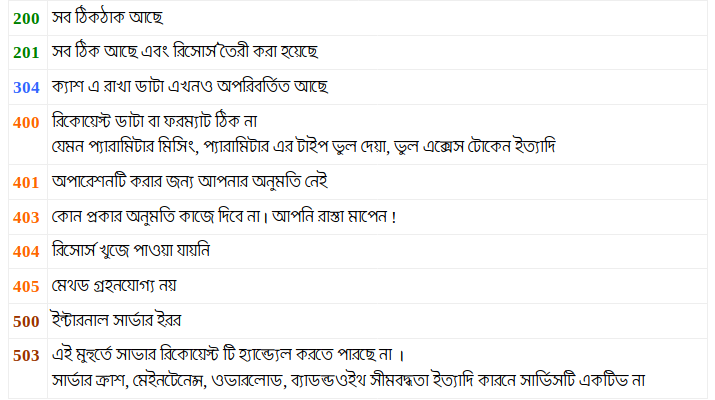 200 সব ঠিকঠাক আছে
201 সব ঠিক আছে এবং রিসোর্স তৈরী করা হয়েছে
304 ক্যাশ এ রাখা ডাটা এখনও অপরিবর্তিত আছে
400 রিকোয়েস্ট ডাটা বা ফরম্যাট ঠিক না
যেমন প্যারামিটার মিসিং, প্যারামিটার এর টাইপ ভুল দেয়া, ভুল এক্সেস টোকেন ইত্যাদি
401 অপারেশনটি করার জন্য আপনার অনুমতি নেই
403 কোন প্রকার অনুমতি কাজে দিবে না। আপনি রাস্তা মাপেন !
404 রিসোর্স খুজে পাওয়া যায়নি
405 মেথড গ্রহনযোগ্য নয়
500 ইন্টারনাল সার্ভার ইরর
503 এই মুহুর্তে সাভার রিকোয়েস্ট টি হ্যান্ড্যেল করতে পারছে না ।
সার্ভার ক্রাশ, মেইনটেনেন্স, ওভারলোড, ব্যাডন্ডওইথ সীমবদ্ধতা ইত্যাদি কারনে সার্ভিসটি একটিভ না